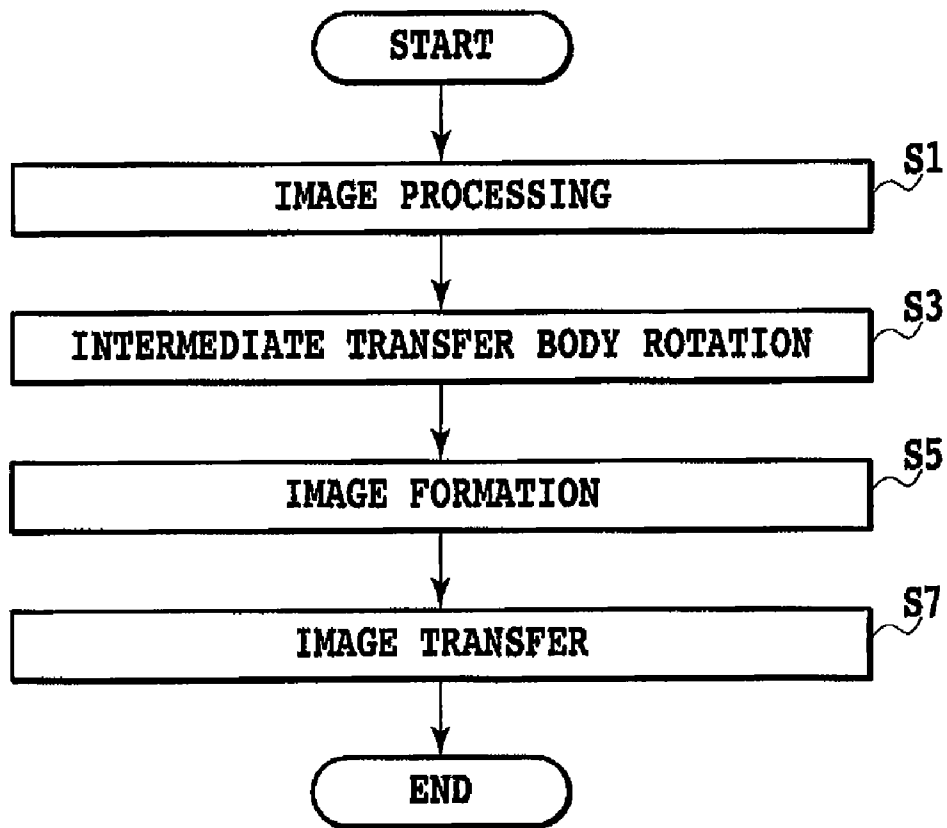 START
S1
IMAGE PROCESSING
S3
INTERMEDIATE TRANSFER BODY ROTATION
S5
IMAGE FORMATION
S7
IMAGE TRANSFER
END